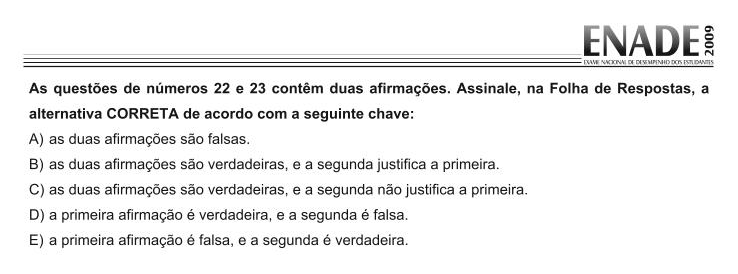 ENADE 2009
EXAME NACIONAL DE DESEMPENHO DOS ESTUDANTES
As questões de números 22 e 23 contêm duas afirmações. Assinale, na Folha de Respostas, a
alternativa CORRETA de acordo com a seguinte chave:
A) as duas afirmações são falsas.
B) as duas afirmações são verdadeiras, e a segunda justifica a primeira.
C) as duas afirmações são verdadeiras, e a segunda não justifica a primeira.
D) a primeira afirmação é verdadeira, e a segunda é falsa.
E) a primeira afirmação é falsa, e a segunda é verdadeira.